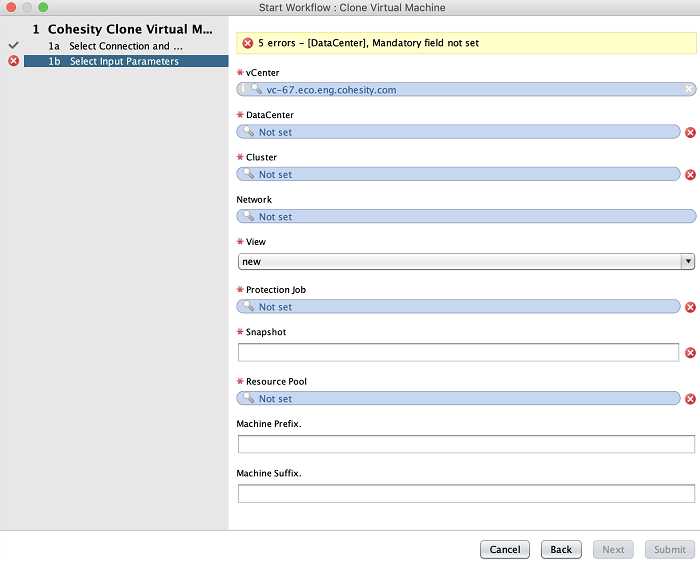 Start Workflow : Clone Virtual Machine
1 Cohesity Clone Virtual M...
1a Select Connection and ...
1b Select Input Parameters
5 errors - [DataCenter], Mandatory field not set
* vCenter
vc-67.eco.eng.cohesity.com
* DataCenter
Not set
* Cluster
Not set
Network
Not set
* View
new
* Protection Job
Not set
* Snapshot
* Resource Pool
Not set
Machine Prefix.
Machine Suffix.
Cancel Back Next Submit